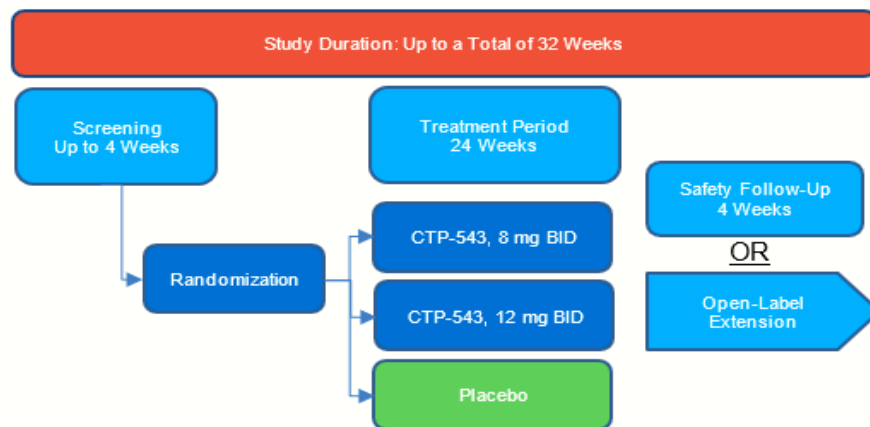 Study Duration: Up to a Total of 32 Weeks
Screening
Up to 4 Weeks
Treatment Period
24 Weeks
Safety Follow-Up
4 Weeks
OR
Open-Label
Extension
Randomization
CTP-543, 8 mg BID
CTP-543, 12 mg BID
Placebo